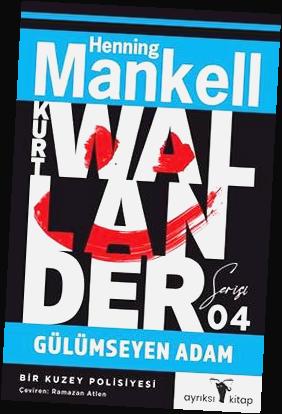 Henning
Mankell
KURT
WAL
LAN
DER
Serisi
04
GÜLÜMSEYEN ADAM
BİR KUZEY POLİSİYESİ
Çeviren: Ramazan Atlen
ayrıksı kitap